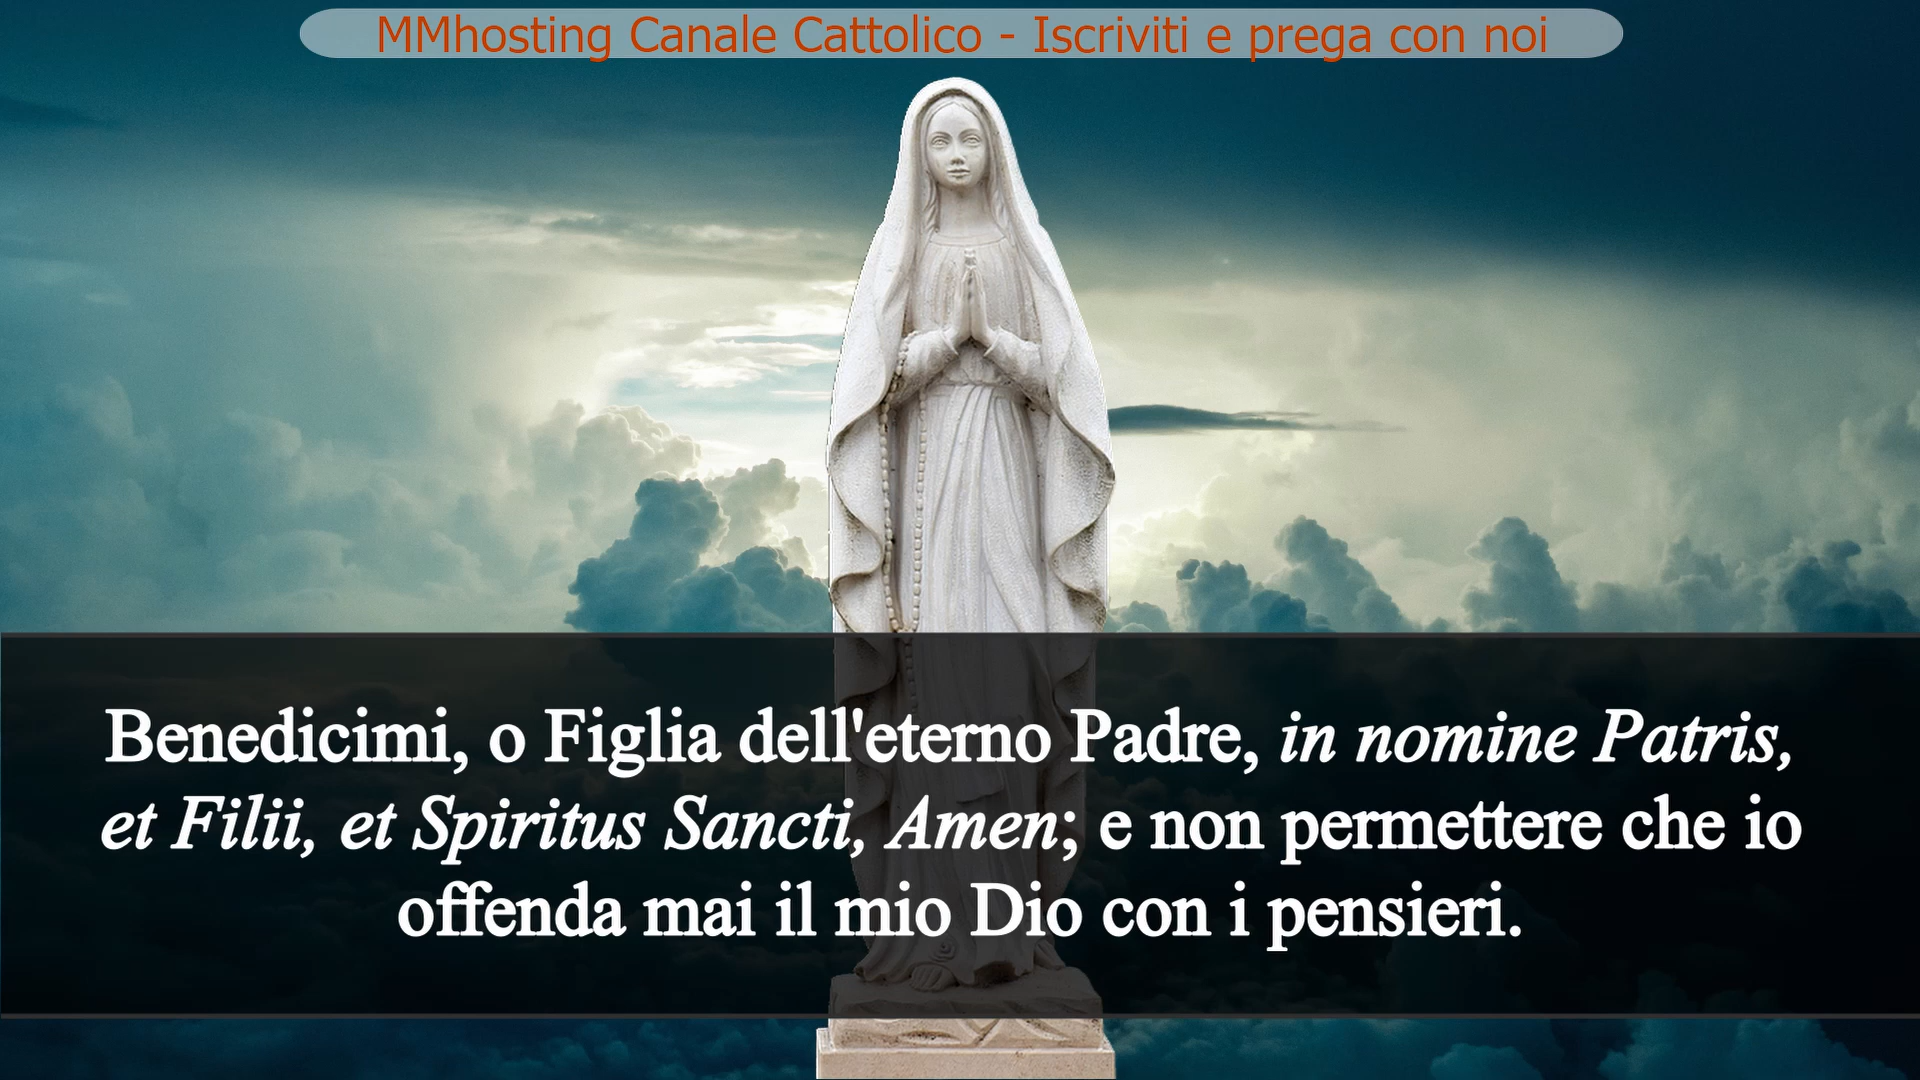 MMhosting Canale Cattolico - Iscriviti e prega con noi
Benedicimi, o Figlia dell'eterno Padre, in nomine Patris,
et Filii, et Spiritus Sancti, Amen; e non permettere che io
offenda mai il mio Dio con i pensieri.